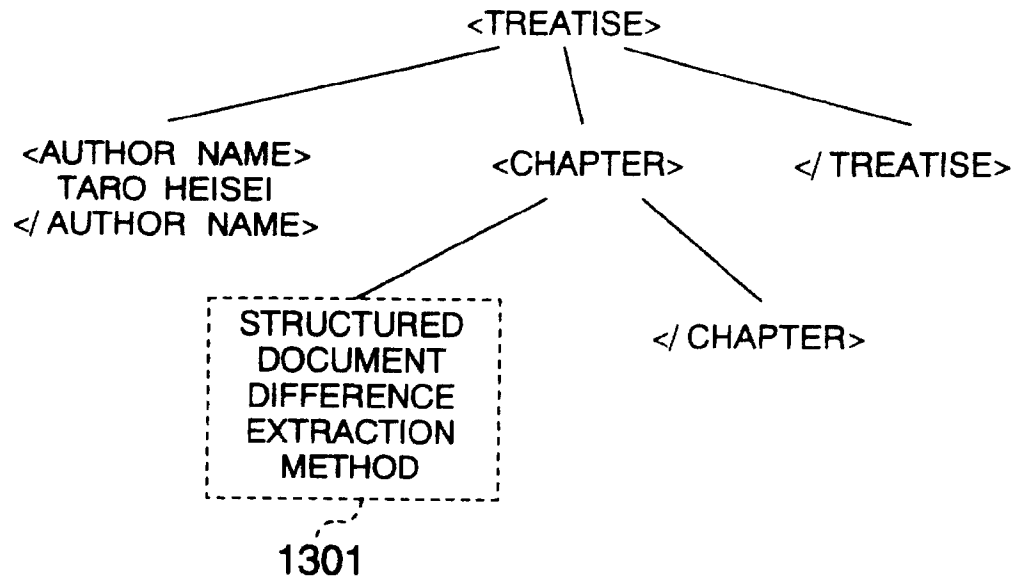 <TREATISE>
<AUTHOR NAME>
TARO HEISEI
</AUTHOR NAME>
<CHAPTER>
</TREATISE>
STRUCTURED
DOCUMENT
DIFFERENCE
EXTRACTION
METHOD
</CHAPTER>
1301